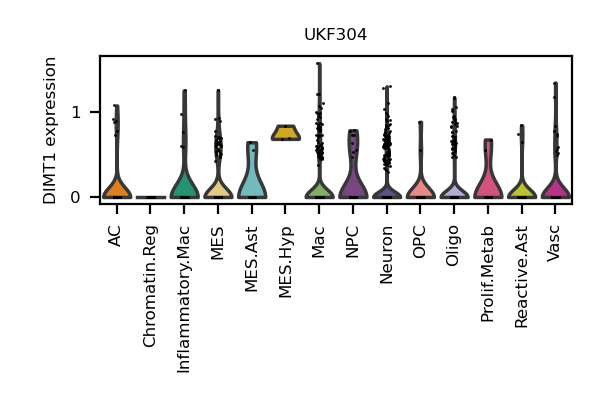 UKF304
DIMT1 expression
1
0
AC
Chromatin.Reg
Inflammatory.Mac
MES
MES.Ast
MES.Hyp
Mac
NPC
Neuron
OPC
Oligo
Prolif.Metab
Reactive.Ast
Vasc